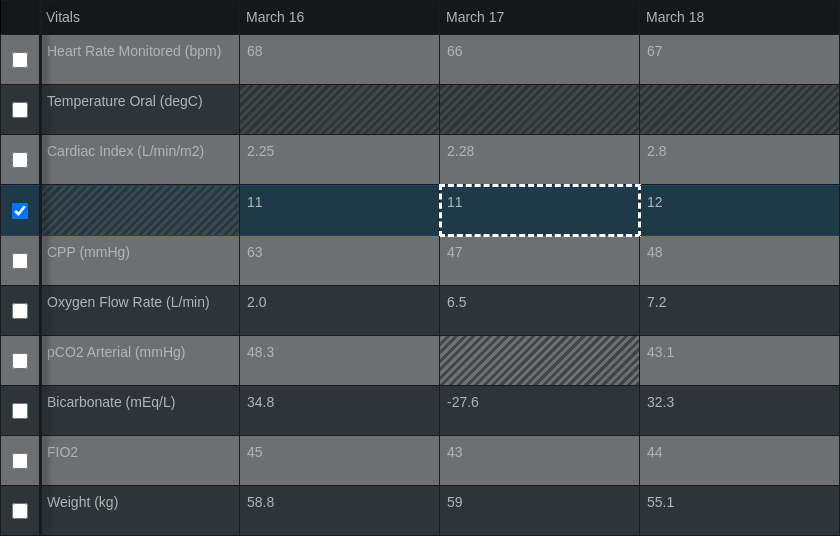 Vitals March 16 March 17 March 18
Heart Rate Monitored (bpm) 68 66 67
Temperature Oral (degC)
Cardiac Index (L/min/m2) 2.25 2.28 2.8
11 11 12
CPP (mmHg) 63 47 48
Oxygen Flow Rate (L/min) 2.0 6.5 7.2
pCO2 Arterial (mmHg) 48.3 43.1
Bicarbonate (mEq/L) 34.8 -27.6 32.3
FIO2 45 43 44
Weight (kg) 58.8 59 55.1